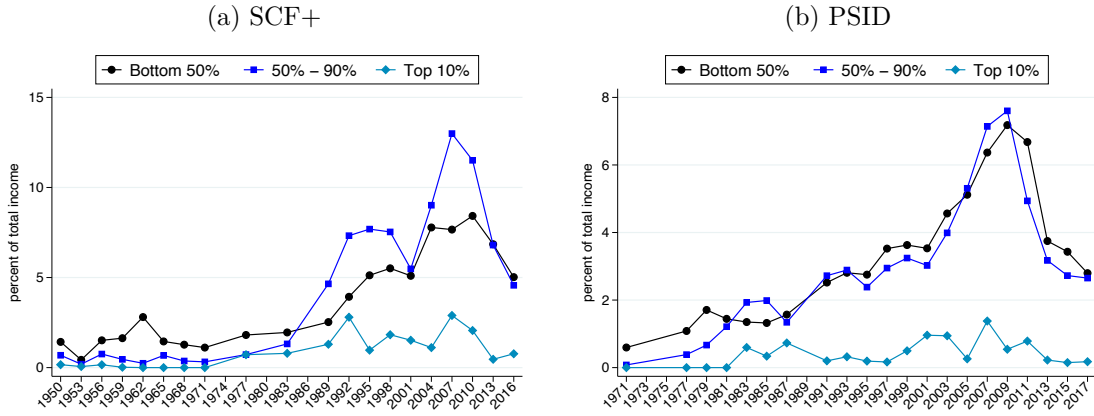 (a) SCF+
Bottom 50% 50% − 90% Top 10%
percent of total income
15
10
5
0
1950 1953 1956 1959 1962 1965 1968 1971 1974 1977 1980 1983 1986 1989 1992 1995 1998 2001 2004 2007 2010 2013 2016
(b) PSID
Bottom 50% 50% − 90% Top 10%
percent of total income
8
6
4
2
0
1971 1973 1975 1977 1979 1981 1983 1985 1987 1989 1991 1993 1995 1997 1999 2001 2003 2005 2007 2009 2011 2013 2015 2017